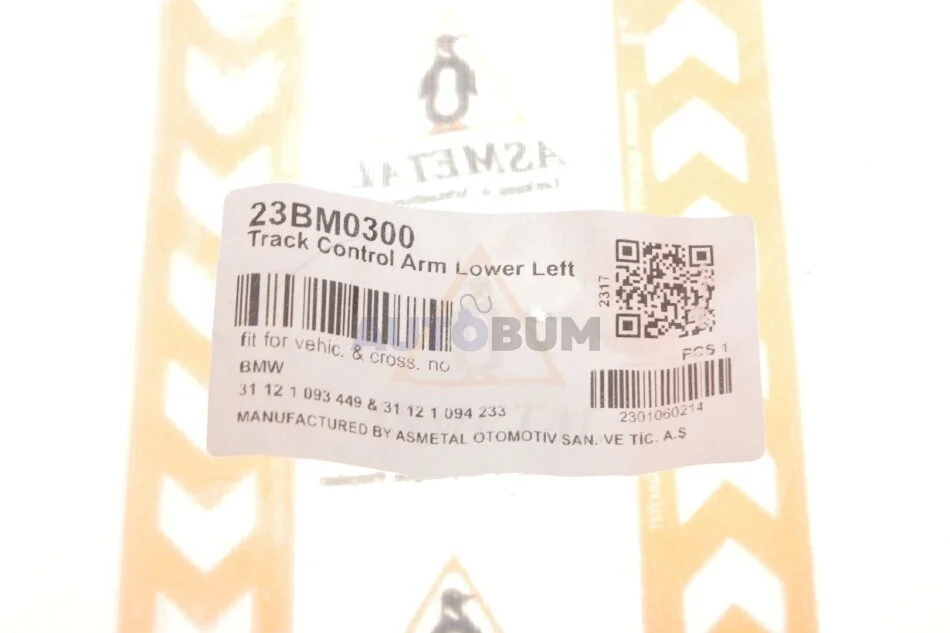 ASMETAL
23BM0300
Track Control Arm Lower Left
2317
AUTOBUM
fit for vehic. & cross. no
PCS 1
BMW
31 12 1 093 449 & 31 12 1 094 233
2301060214
MANUFACTURED BY ASMETAL OTOMOTIV SAN. VE TİC. A.Ş